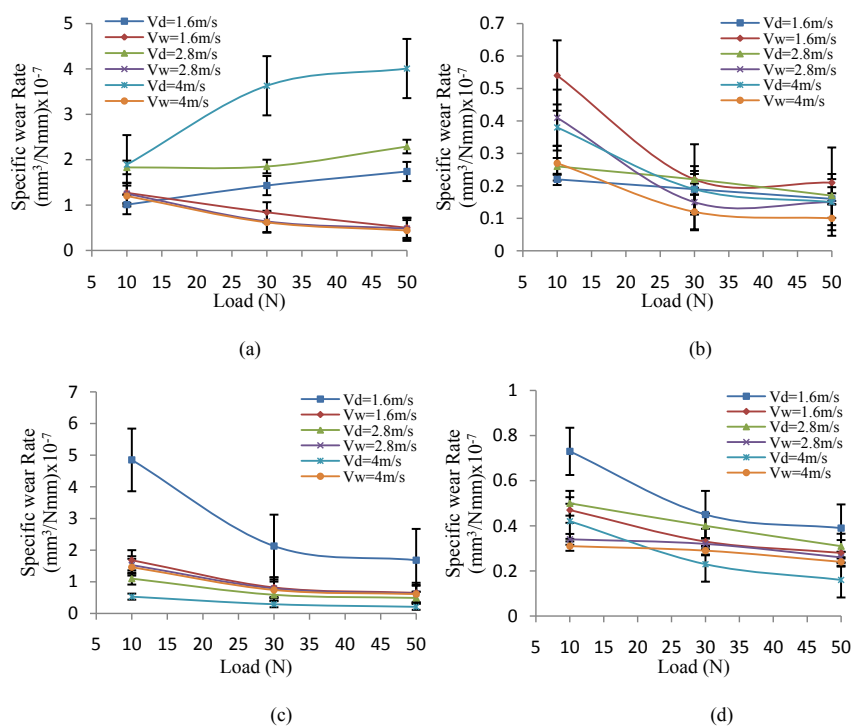 Specific wear Rate
(mm³/Nmm)x10⁻⁷
5
4
3
2
1
0
Vd=1.6m/s
Vw=1.6m/s
Vd=2.8m/s
Vw=2.8m/s
Vd=4m/s
Vw=4m/s
5 10 15 20 25 30 35 40 45 50
Load (N)
(a)
Specific wear Rate
(mm³/Nmm)x10⁻⁷
0.7
0.6
0.5
0.4
0.3
0.2
0.1
0
Vd=1.6m/s
Vw=1.6m/s
Vd=2.8m/s
Vw=2.8m/s
Vd=4m/s
Vw=4m/s
5 10 15 20 25 30 35 40 45 50
Load (N)
(b)
Specific wear Rate
(mm³/Nmm)x10⁻⁷
7
6
5
4
3
2
1
0
Vd=1.6m/s
Vw=1.6m/s
Vd=2.8m/s
Vw=2.8m/s
Vd=4m/s
Vw=4m/s
5 10 15 20 25 30 35 40 45 50
Load (N)
(c)
Specific wear Rate
(mm³/Nmm)x10⁻⁷
1
0.8
0.6
0.4
0.2
0
Vd=1.6m/s
Vw=1.6m/s
Vd=2.8m/s
Vw=2.8m/s
Vd=4m/s
Vw=4m/s
5 10 15 20 25 30 35 40 45 50
Load (N)
(d)